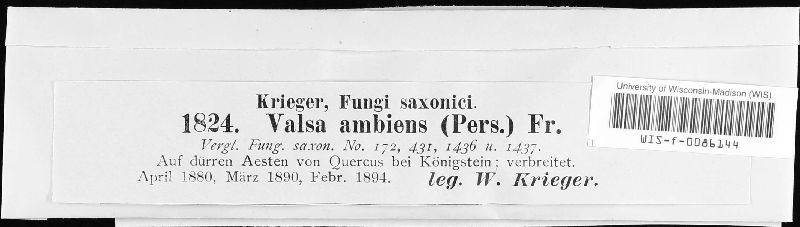 Krieger, Fungi saxonici.
1824. Valsa ambiens (Pers.) Fr.
Vergl. Fung. saxon. No. 172, 431, 1436 u. 1437.
Auf dürren Aesten von Quercus bei Königstein; verbreitet.
April 1880, März 1890, Febr. 1894. leg. W. Krieger.
University of Wisconsin-Madison (WIS)
WIS-f-0086144